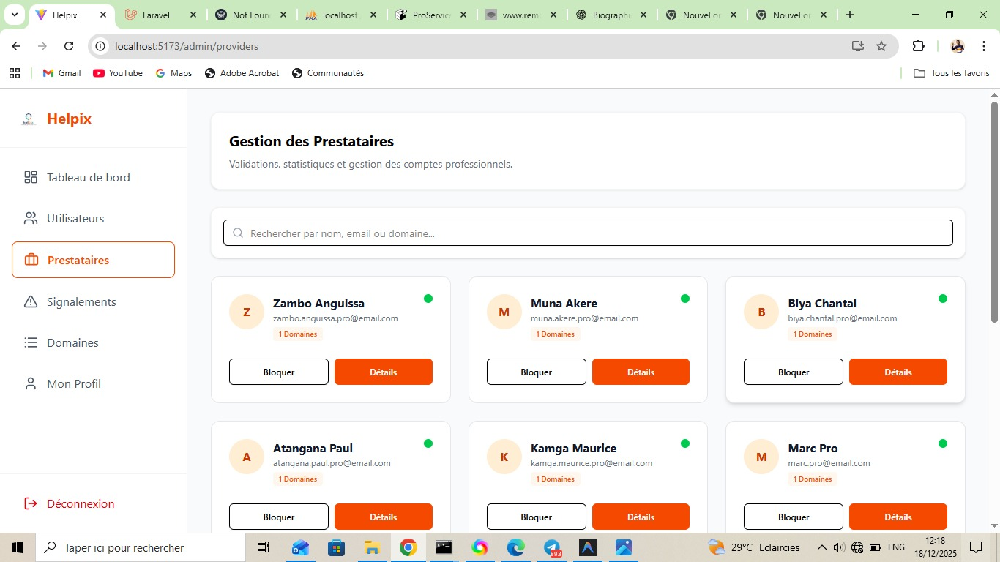 Helpix
Laravel
Not Foun
localhost
ProService
www.rem
Biographi
Nouvel on
Nouvel on
localhost:5173/admin/providers
Gmail
YouTube
Maps
Adobe Acrobat
Communautés
Tous les favoris
Helpix
Tableau de bord
Utilisateurs
Prestataires
Signalements
Domaines
Mon Profil
Déconnexion
Gestion des Prestataires
Validations, statistiques et gestion des comptes professionnels.
Rechercher par nom, email ou domaine...
Z
Zambo Anguissa
zambo.anguissa.pro@email.com
1 Domaines
Bloquer
Détails
M
Muna Akere
muna.akere.pro@email.com
1 Domaines
Bloquer
Détails
B
Biya Chantal
biya.chantal.pro@email.com
1 Domaines
Bloquer
Détails
A
Atangana Paul
atangana.paul.pro@email.com
1 Domaines
Bloquer
Détails
K
Kamga Maurice
kamga.maurice.pro@email.com
1 Domaines
Bloquer
Détails
M
Marc Pro
marc.pro@email.com
1 Domaines
Bloquer
Détails
Taper ici pour rechercher
893
29°C Eclaircies
ENG
12:18
18/12/2025